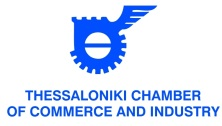 THESSALONIKI CHAMBER
OF COMMERCE AND INDUSTRY